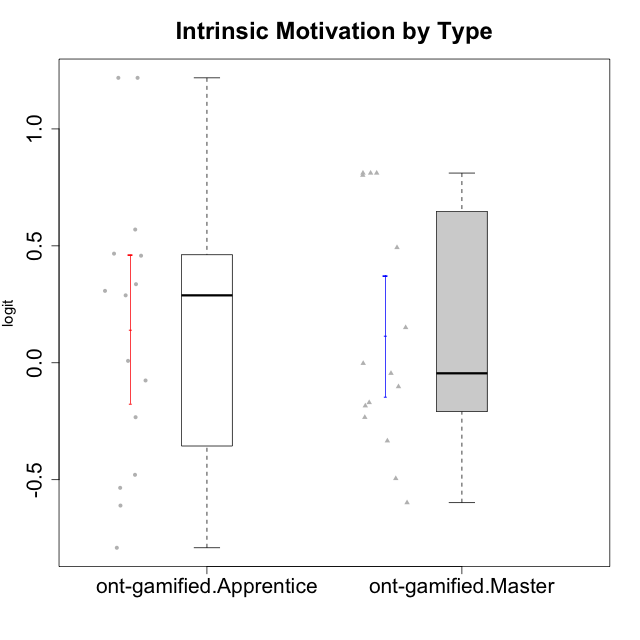 Intrinsic Motivation by Type
1.0
0.5
0.0
-0.5
logit
ont-gamified.Apprentice
ont-gamified.Master